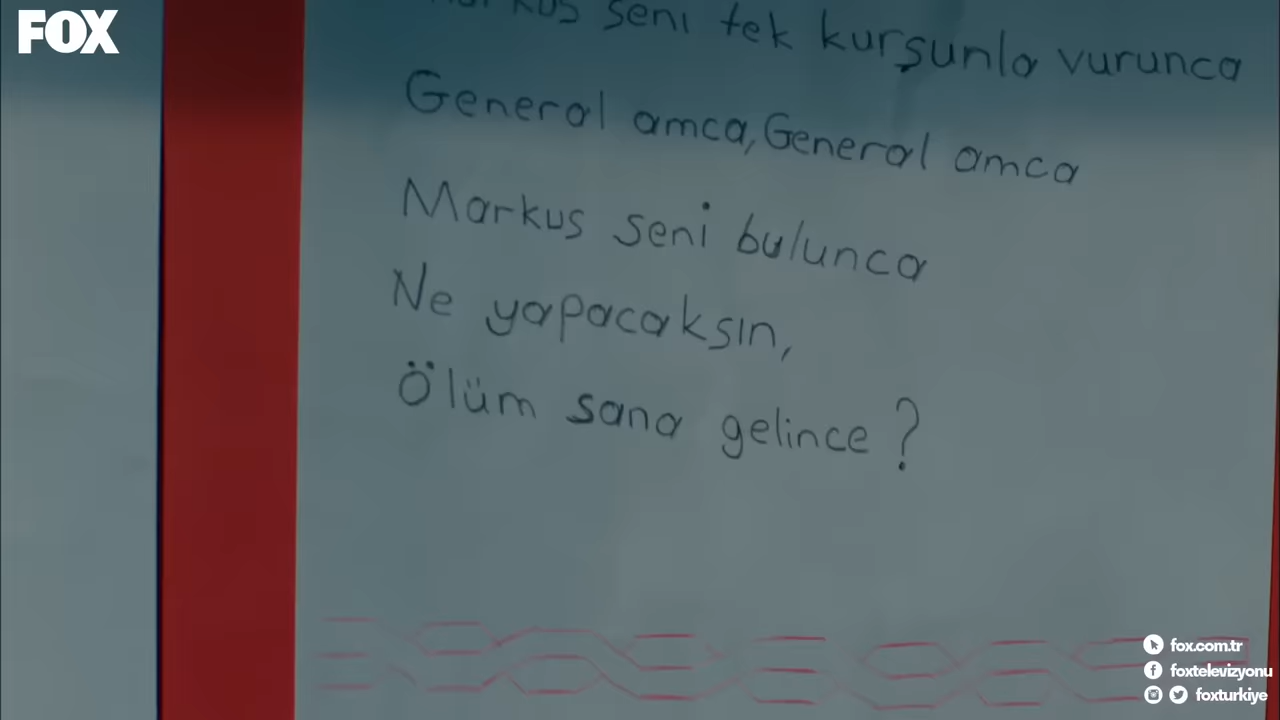 FOX
Markus seni tek kurşunla vurunca
General amca, General amca
Markus seni bulunca
Ne yapacaksın,
Ölüm sana gelince ?
fox.com.tr
foxtelevizyonu
foxturkiye